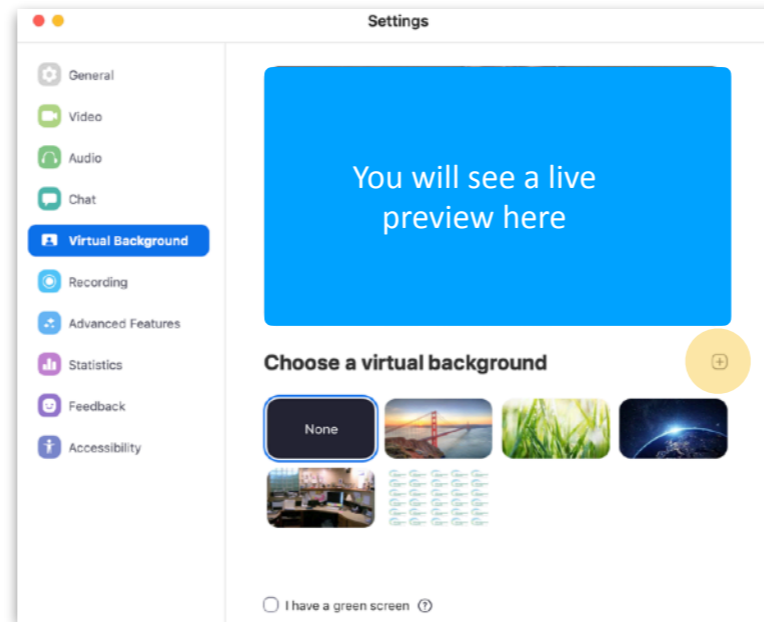 Settings
General
Video
Audio
Chat
Virtual Background
Recording
Advanced Features
Statistics
Feedback
Accessibility
You will see a live
preview here
Choose a virtual background
None
I have a green screen